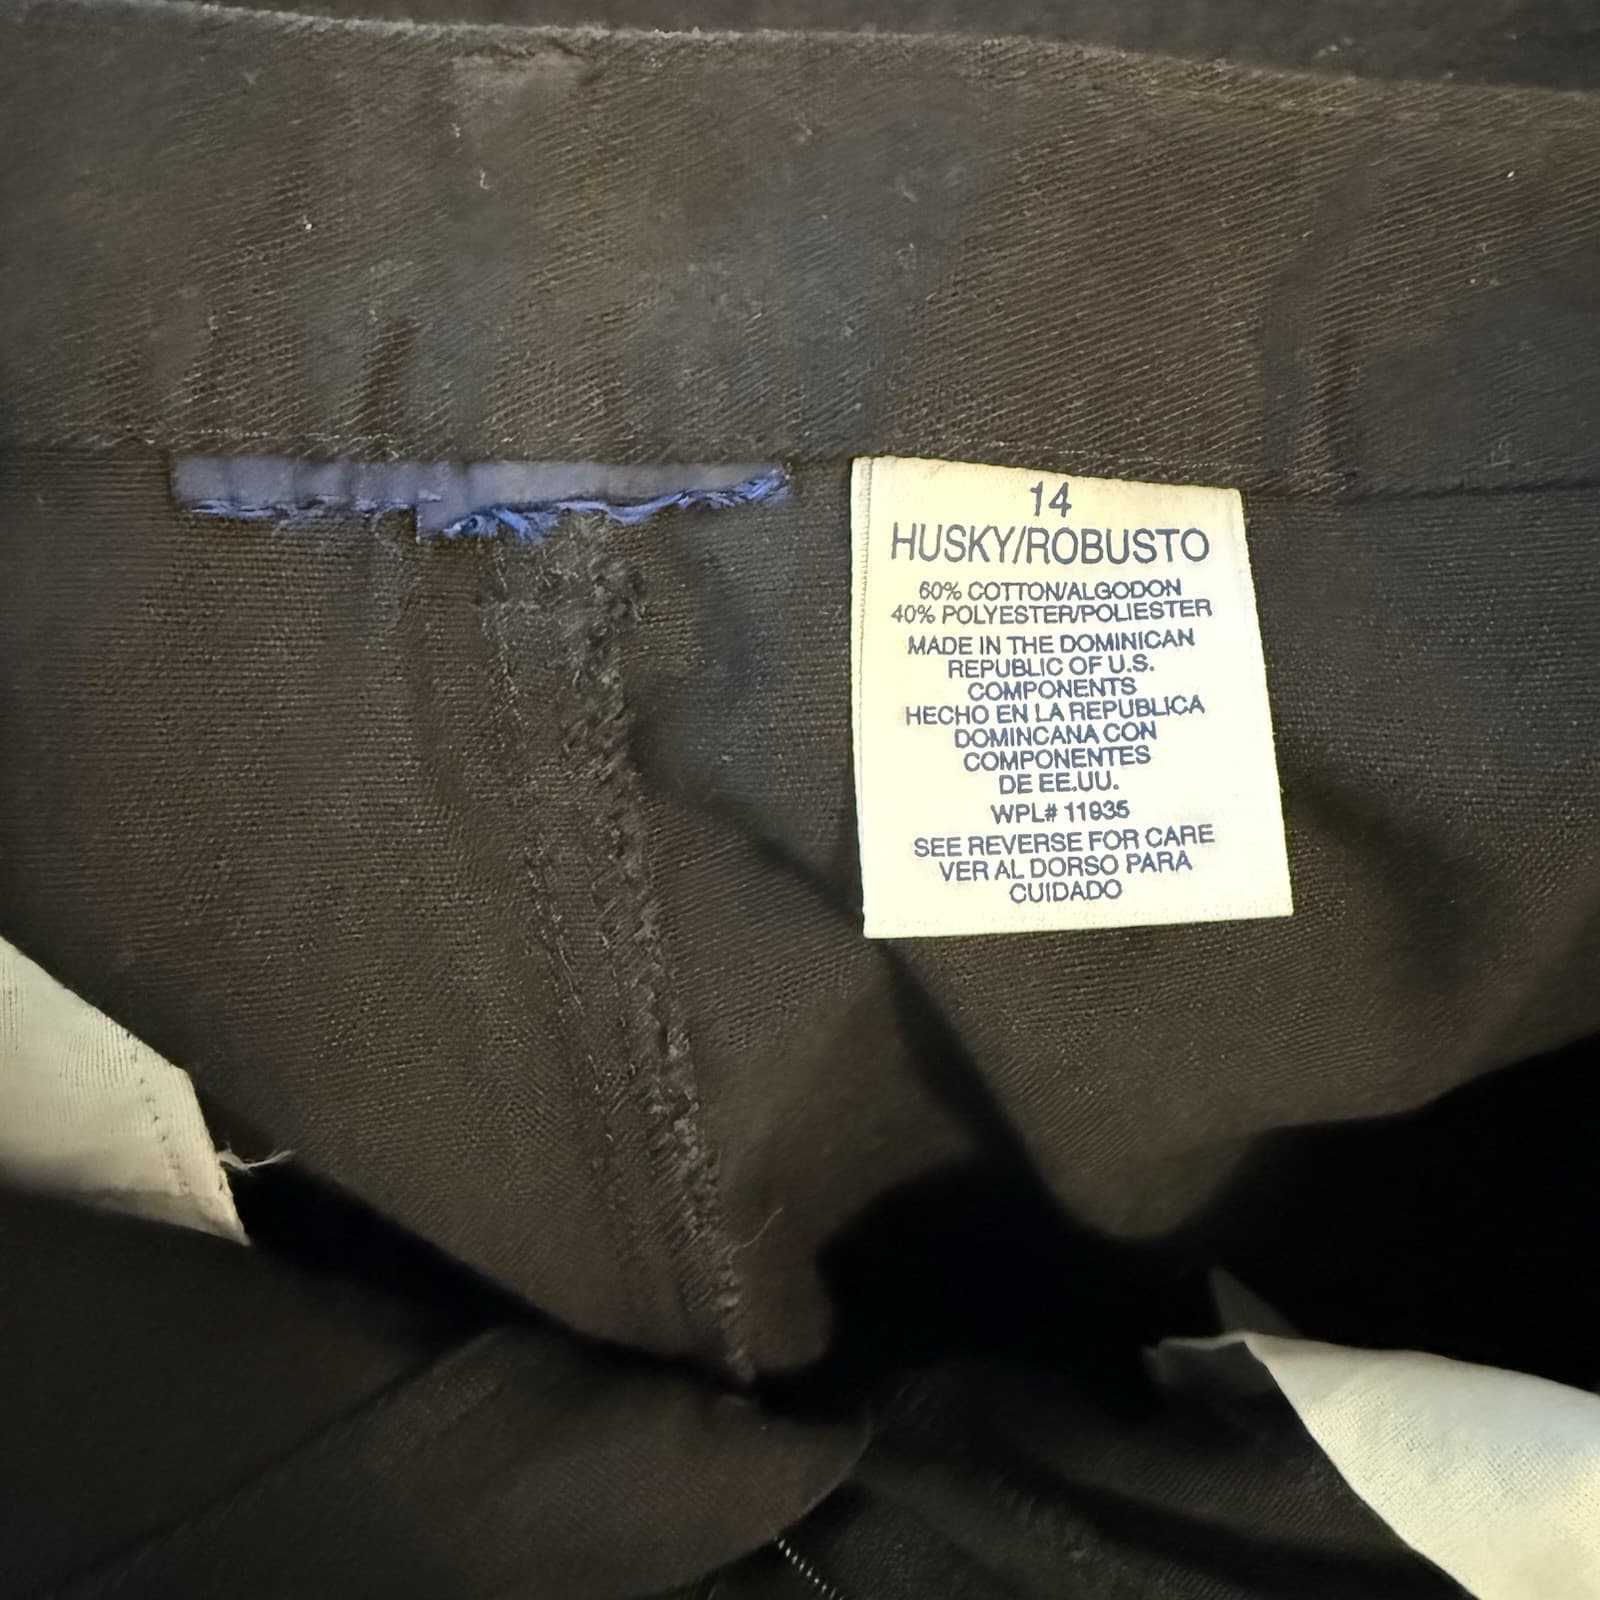 14
HUSKY/ROBUSTO
60% COTTON/ALGODON
40% POLYESTER/POLIESTER
MADE IN THE DOMINICAN
REPUBLIC OF U.S.
COMPONENTS
HECHO EN LA REPUBLICA
DOMINCANA CON
COMPONENTES
DE EE.UU.
WPL# 11935
SEE REVERSE FOR CARE
VER AL DORSO PARA
CUIDADO